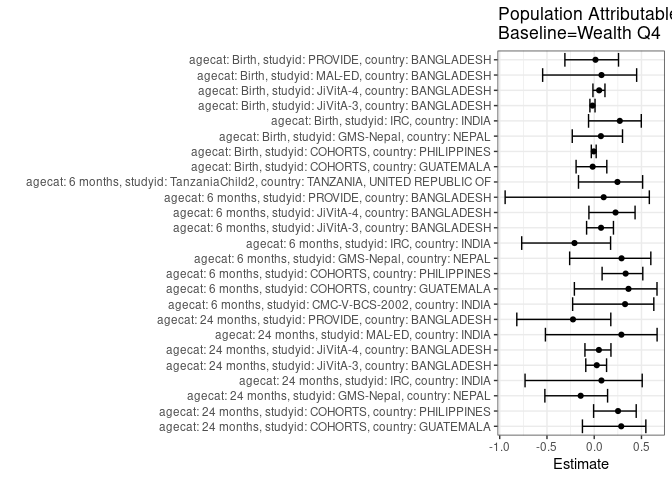 Population Attributable
Baseline=Wealth Q4
agecat: Birth, studyid: PROVIDE, country: BANGLADESH
agecat: Birth, studyid: MAL-ED, country: BANGLADESH
agecat: Birth, studyid: JiVitA-4, country: BANGLADESH
agecat: Birth, studyid: JiVitA-3, country: BANGLADESH
agecat: Birth, studyid: IRC, country: INDIA
agecat: Birth, studyid: GMS-Nepal, country: NEPAL
agecat: Birth, studyid: COHORTS, country: PHILIPPINES
agecat: Birth, studyid: COHORTS, country: GUATEMALA
agecat: 6 months, studyid: TanzaniaChild2, country: TANZANIA, UNITED REPUBLIC OF
agecat: 6 months, studyid: PROVIDE, country: BANGLADESH
agecat: 6 months, studyid: JiVitA-4, country: BANGLADESH
agecat: 6 months, studyid: JiVitA-3, country: BANGLADESH
agecat: 6 months, studyid: IRC, country: INDIA
agecat: 6 months, studyid: GMS-Nepal, country: NEPAL
agecat: 6 months, studyid: COHORTS, country: PHILIPPINES
agecat: 6 months, studyid: COHORTS, country: GUATEMALA
agecat: 6 months, studyid: CMC-V-BCS-2002, country: INDIA
agecat: 24 months, studyid: PROVIDE, country: BANGLADESH
agecat: 24 months, studyid: MAL-ED, country: INDIA
agecat: 24 months, studyid: JiVitA-4, country: BANGLADESH
agecat: 24 months, studyid: JiVitA-3, country: BANGLADESH
agecat: 24 months, studyid: IRC, country: INDIA
agecat: 24 months, studyid: GMS-Nepal, country: NEPAL
agecat: 24 months, studyid: COHORTS, country: PHILIPPINES
agecat: 24 months, studyid: COHORTS, country: GUATEMALA
-1.0 -0.5 0.0 0.5
Estimate